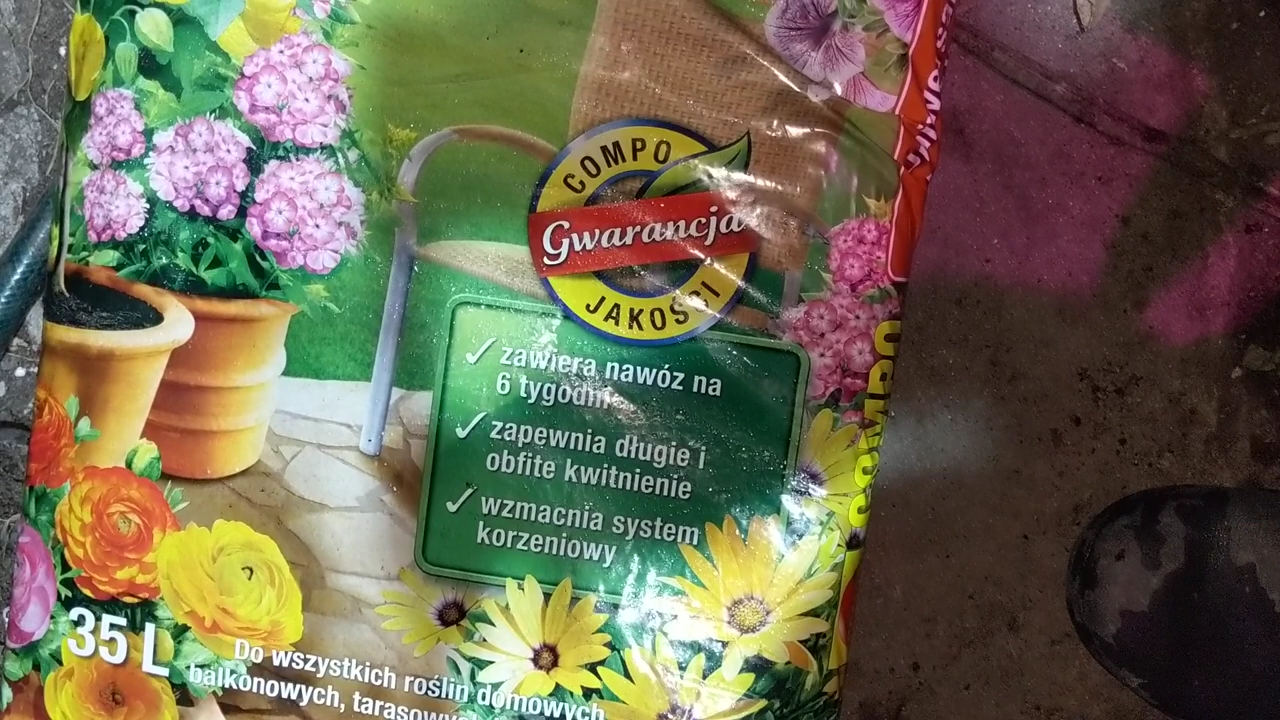 COMPO
Gwarancja
JAKOŚCI
zawiera nawóz na
6 tygodni
zapewnia długie i
obfite kwitnienie
wzmacnia system
korzeniowy
35 L
Do wszystkich roślin domowych
balkonowych,
COMPO